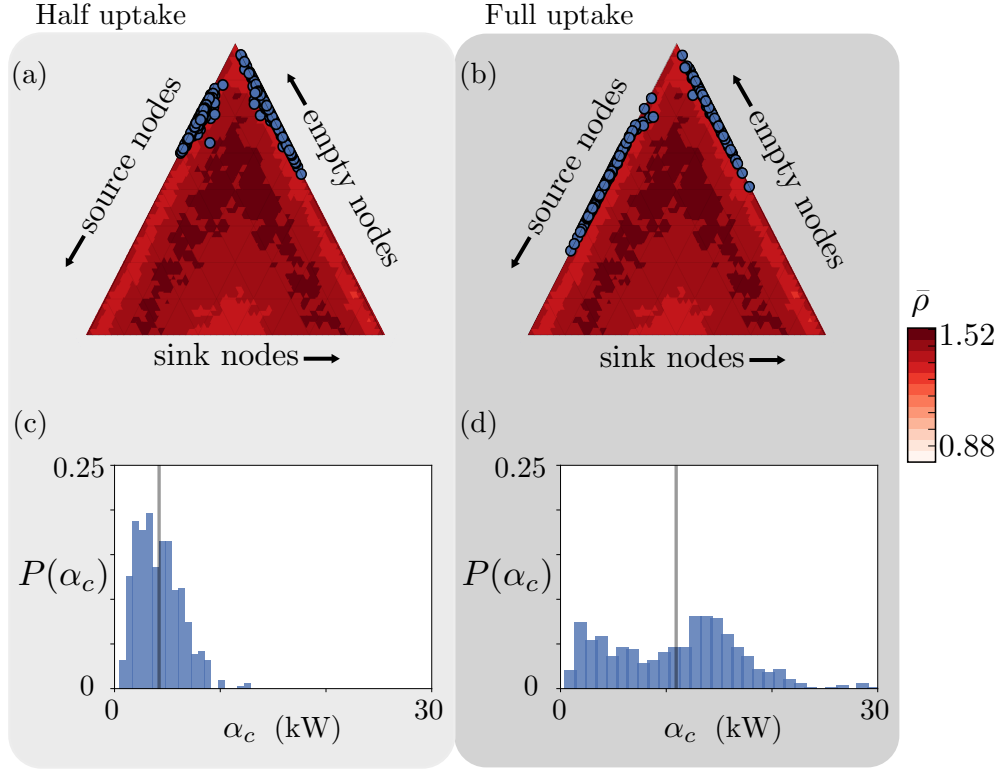 Half uptake
Full uptake
(a)
source nodes
empty nodes
sink nodes
(b)
source nodes
empty nodes
sink nodes
ρ̄
1.52
0.88
(c)
0.25
P(α_c)
0
0
30
α_c (kW)
(d)
0.25
P(α_c)
0
0
30
α_c (kW)